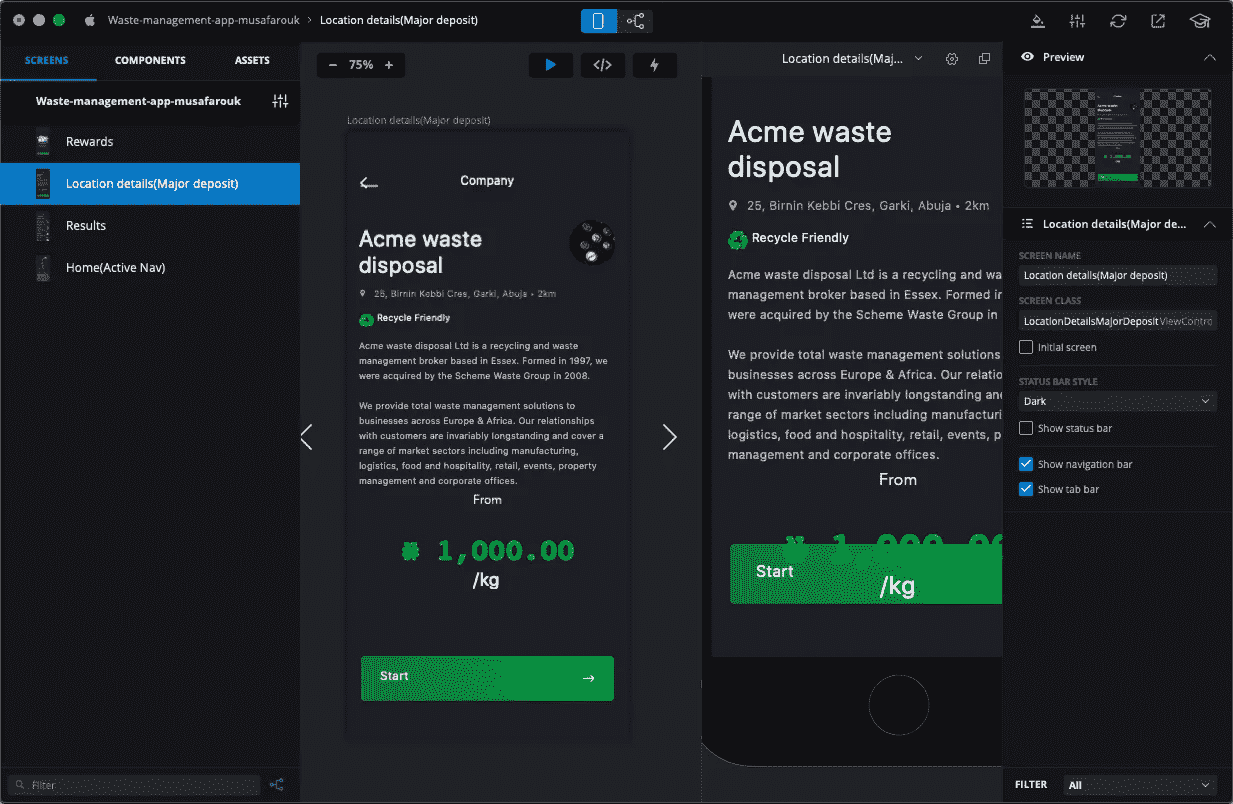 Waste-management-app-musafarouk > Location details(Major deposit)
SCREENS COMPONENTS ASSETS
Waste-management-app-musafarouk
Rewards
Location details(Major deposit)
Results
Home(Active Nav)
Filter
− 75% +
</>
Location details(Major deposit)
Company
Acme waste
disposal
25, Birnin Kebbi Cres, Garki, Abuja • 2km
Recycle Friendly
Acme waste disposal Ltd is a recycling and waste
management broker based in Essex. Formed in 1997, we
were acquired by the Scheme Waste Group in 2008.
We provide total waste management solutions to
businesses across Europe & Africa. Our relationships
with customers are invariably longstanding and cover a
range of market sectors including manufacturing,
logistics, food and hospitality, retail, events, property
management and corporate offices.
From
1,000.00
/kg
Start →
Location details(Maj...
Acme waste
disposal
25, Birnin Kebbi Cres, Garki, Abuja • 2km
Recycle Friendly
Acme waste disposal Ltd is a recycling and wa
management broker based in Essex. Formed in
were acquired by the Scheme Waste Group in
We provide total waste management solutions
businesses across Europe & Africa. Our relatio
with customers are invariably longstanding an
range of market sectors including manufacturi
logistics, food and hospitality, retail, events, p
management and corporate offices.
From
1,000.00
Start
/kg
Preview
Location details(Major de...
SCREEN NAME
Location details(Major deposit)
SCREEN CLASS
LocationDetailsMajorDepositViewContro
Initial screen
STATUS BAR STYLE
Dark
Show status bar
Show navigation bar
Show tab bar
FILTER All